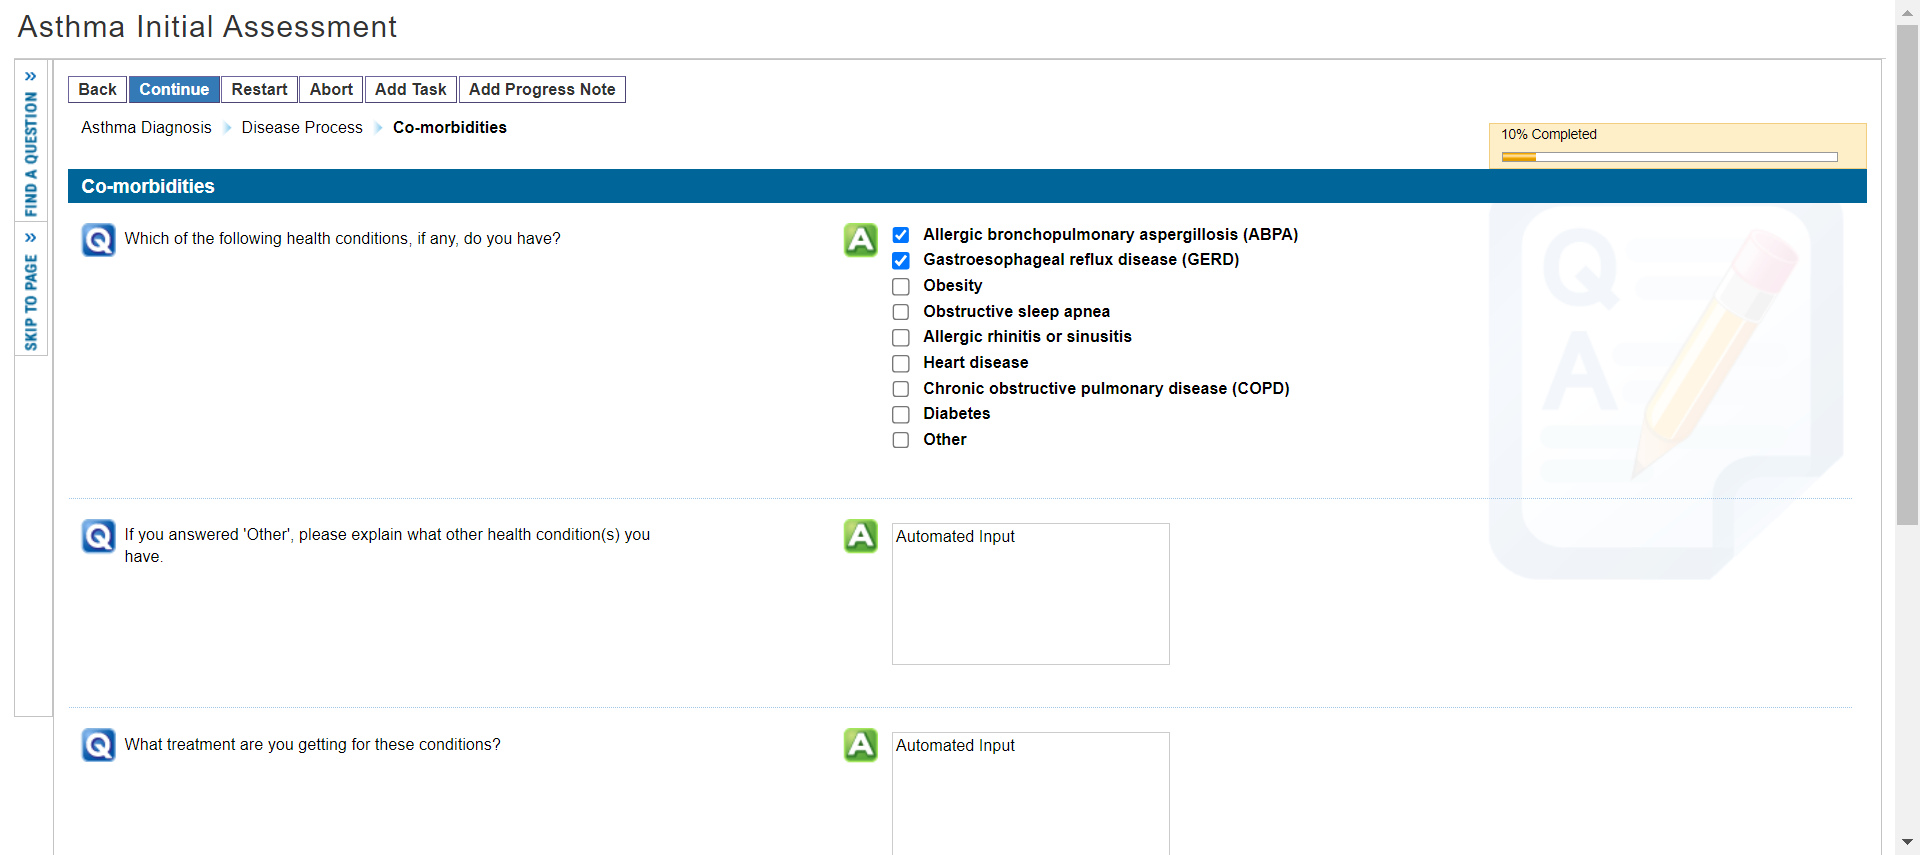 Asthma Initial Assessment
» FIND A QUESTION
» SKIP TO PAGE
Back Continue Restart Abort Add Task Add Progress Note
Asthma Diagnosis Disease Process Co-morbidities
10% Completed
Co-morbidities
Q Which of the following health conditions, if any, do you have?
A Allergic bronchopulmonary aspergillosis (ABPA)
Gastroesophageal reflux disease (GERD)
Obesity
Obstructive sleep apnea
Allergic rhinitis or sinusitis
Heart disease
Chronic obstructive pulmonary disease (COPD)
Diabetes
Other
Q
A
Q If you answered 'Other', please explain what other health condition(s) you
have.
A Automated Input
Q What treatment are you getting for these conditions?
A Automated Input